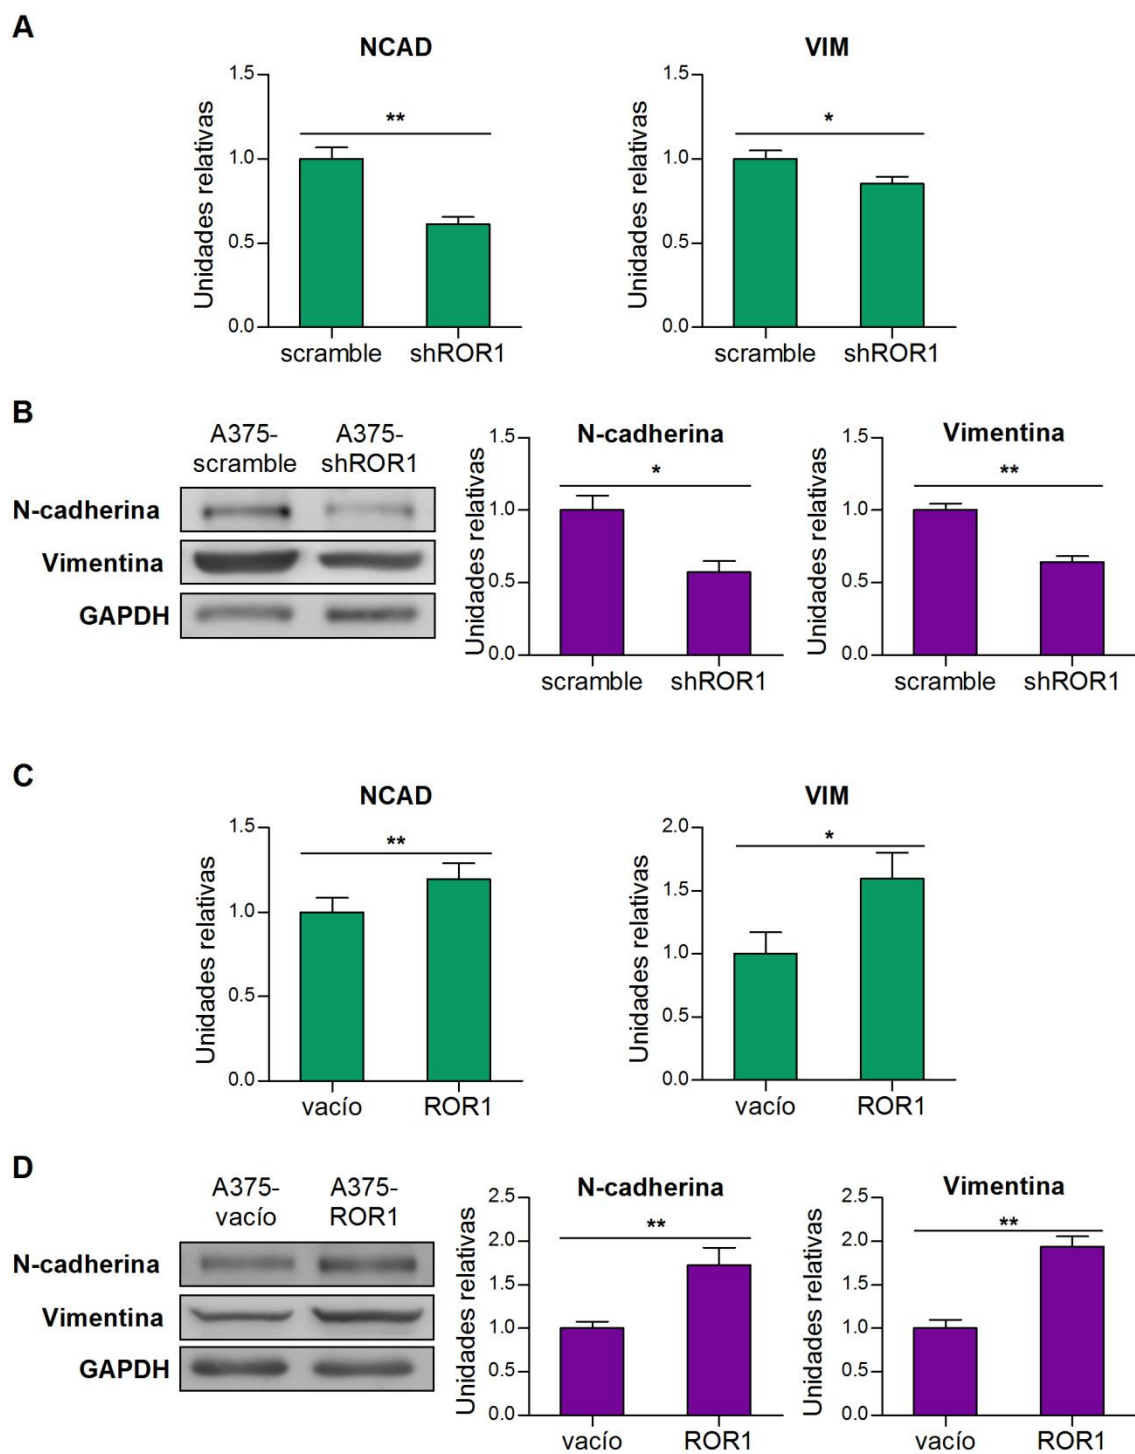 A
NCAD
VIM
Unidades relativas
1.5
1.0
0.5
0.0
**
scramble
shROR1
Unidades relativas
1.5
1.0
0.5
0.0
*
scramble
shROR1
B
A375-
scramble
A375-
shROR1
N-cadherina
Vimentina
GAPDH
N-cadherina
Unidades relativas
1.5
1.0
0.5
0.0
*
scramble
shROR1
Vimentina
Unidades relativas
1.5
1.0
0.5
0.0
**
scramble
shROR1
C
NCAD
Unidades relativas
1.5
1.0
0.5
0.0
**
vacío
ROR1
VIM
Unidades relativas
2.0
1.5
1.0
0.5
0.0
*
vacío
ROR1
D
A375-
vacío
A375-
ROR1
N-cadherina
Vimentina
GAPDH
N-cadherina
Unidades relativas
2.5
2.0
1.5
1.0
0.5
0.0
**
vacío
ROR1
Vimentina
Unidades relativas
2.5
2.0
1.5
1.0
0.5
0.0
**
vacío
ROR1